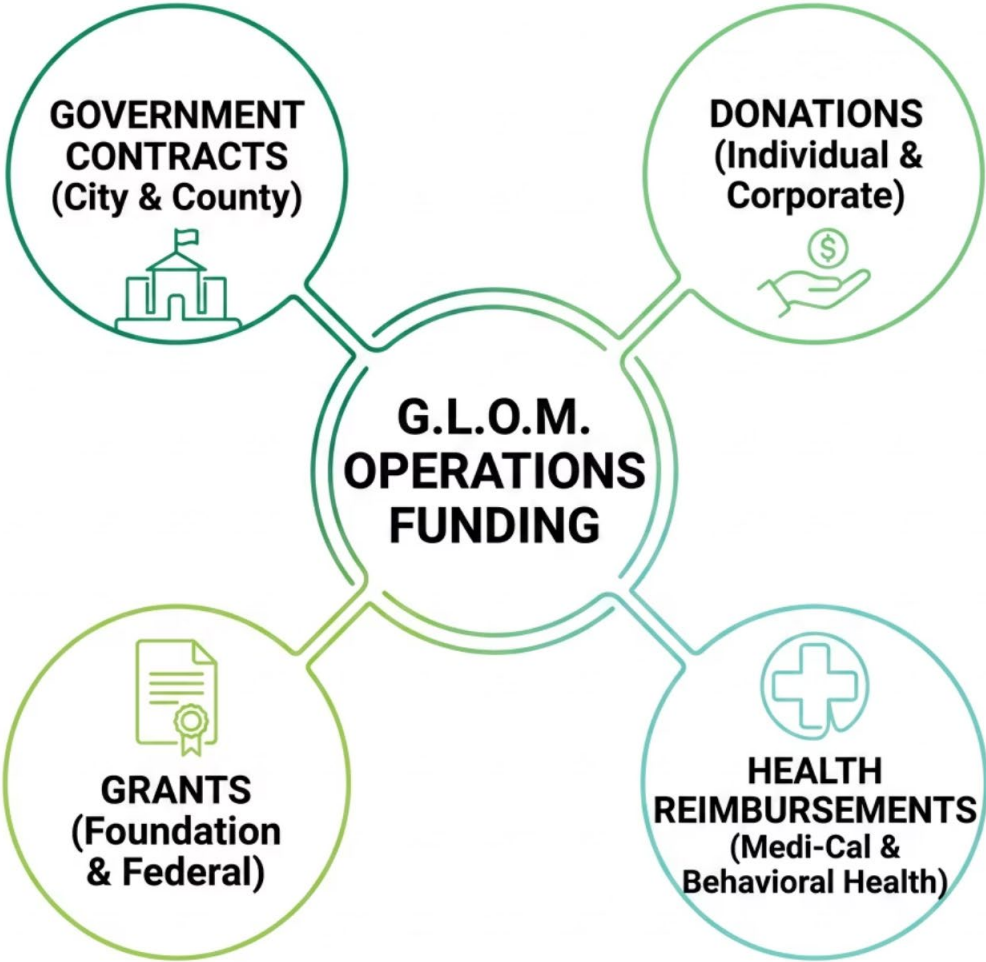 GOVERNMENT
CONTRACTS
(City & County)
DONATIONS
(Individual &
Corporate)
$
G.L.O.M.
OPERATIONS
FUNDING
GRANTS
(Foundation
& Federal)
HEALTH
REIMBURSEMENTS
(Medi-Cal &
Behavioral Health)